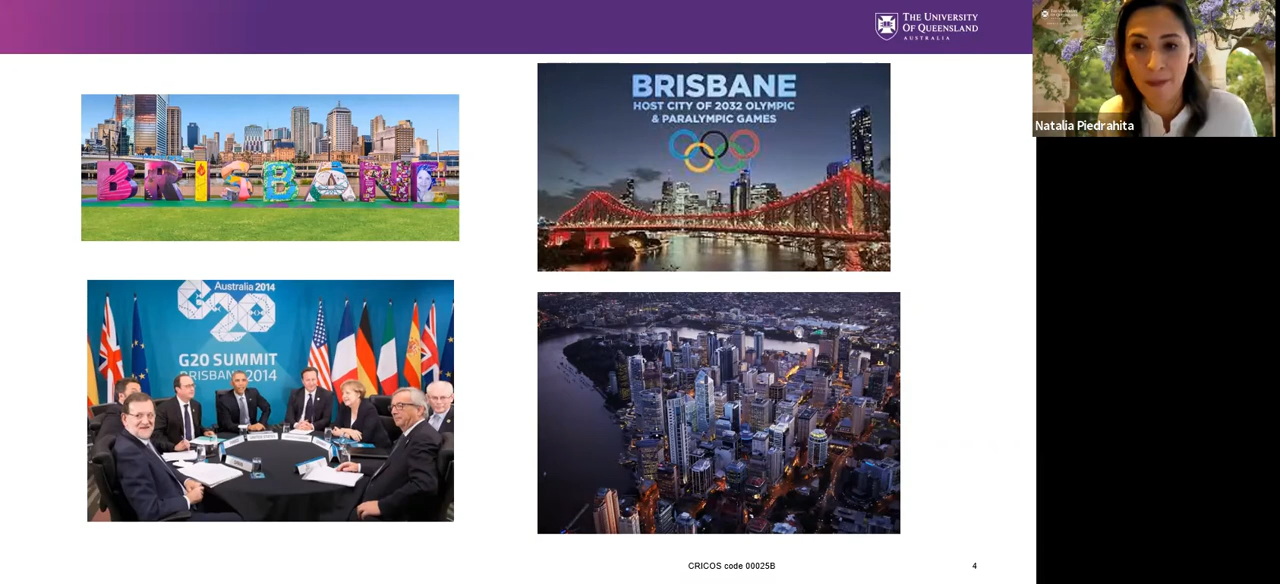 THE UNIVERSITY
OF QUEENSLAND
AUSTRALIA
Natalia Piedrahita
BRISBANE
BRISBANE
HOST CITY OF 2032 OLYMPIC
& PARALYMPIC GAMES
Australia 2014
G20
G20 SUMMIT
BRISBANE 2014
CRICOS code 00025B
4